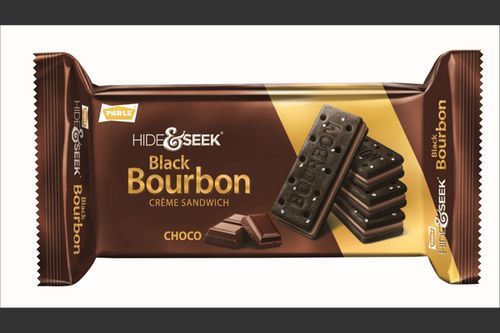 PARLE
HIDE&SEEK
Black
Bourbon
CRÈME SANDWICH
CHOCO
BOURBON
HIDE&SEEK
Black
Bourbon
PARLE
HIDE&SEEK
Black
Bourbon